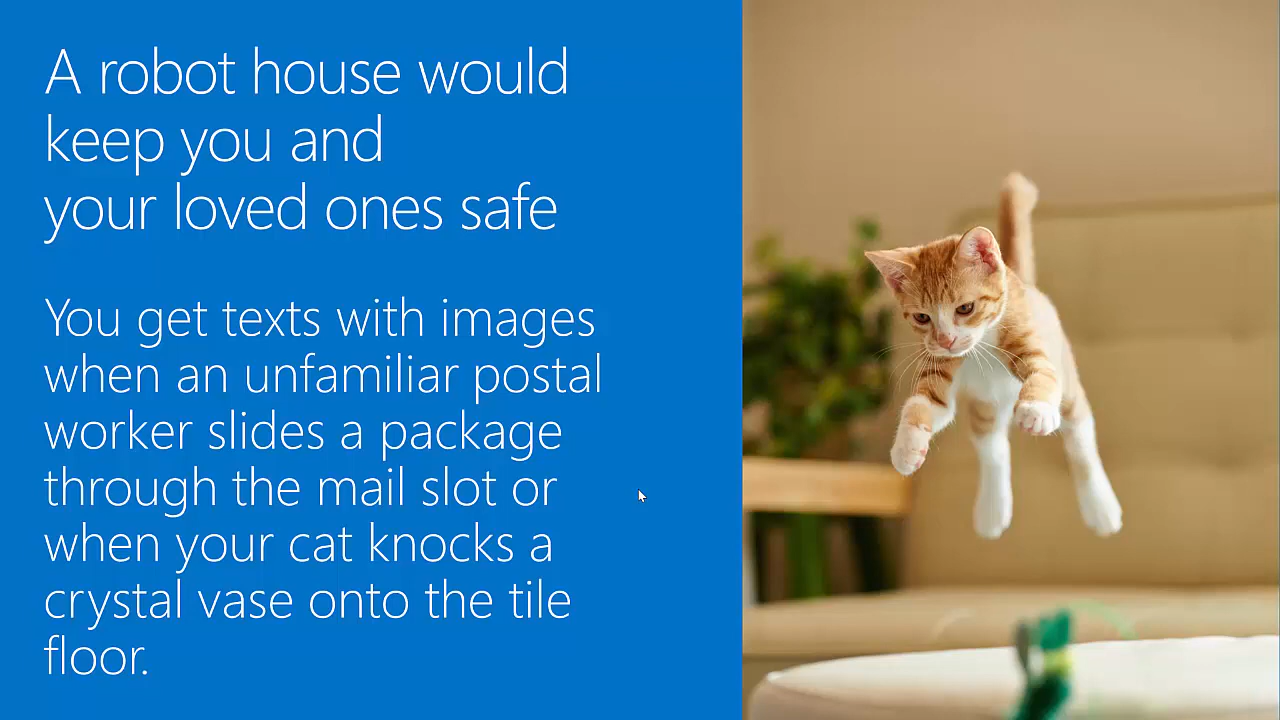 A robot house would
keep you and
your loved ones safe
You get texts with images
when an unfamiliar postal
worker slides a package
through the mail slot or
when your cat knocks a
crystal vase onto the tile
floor.